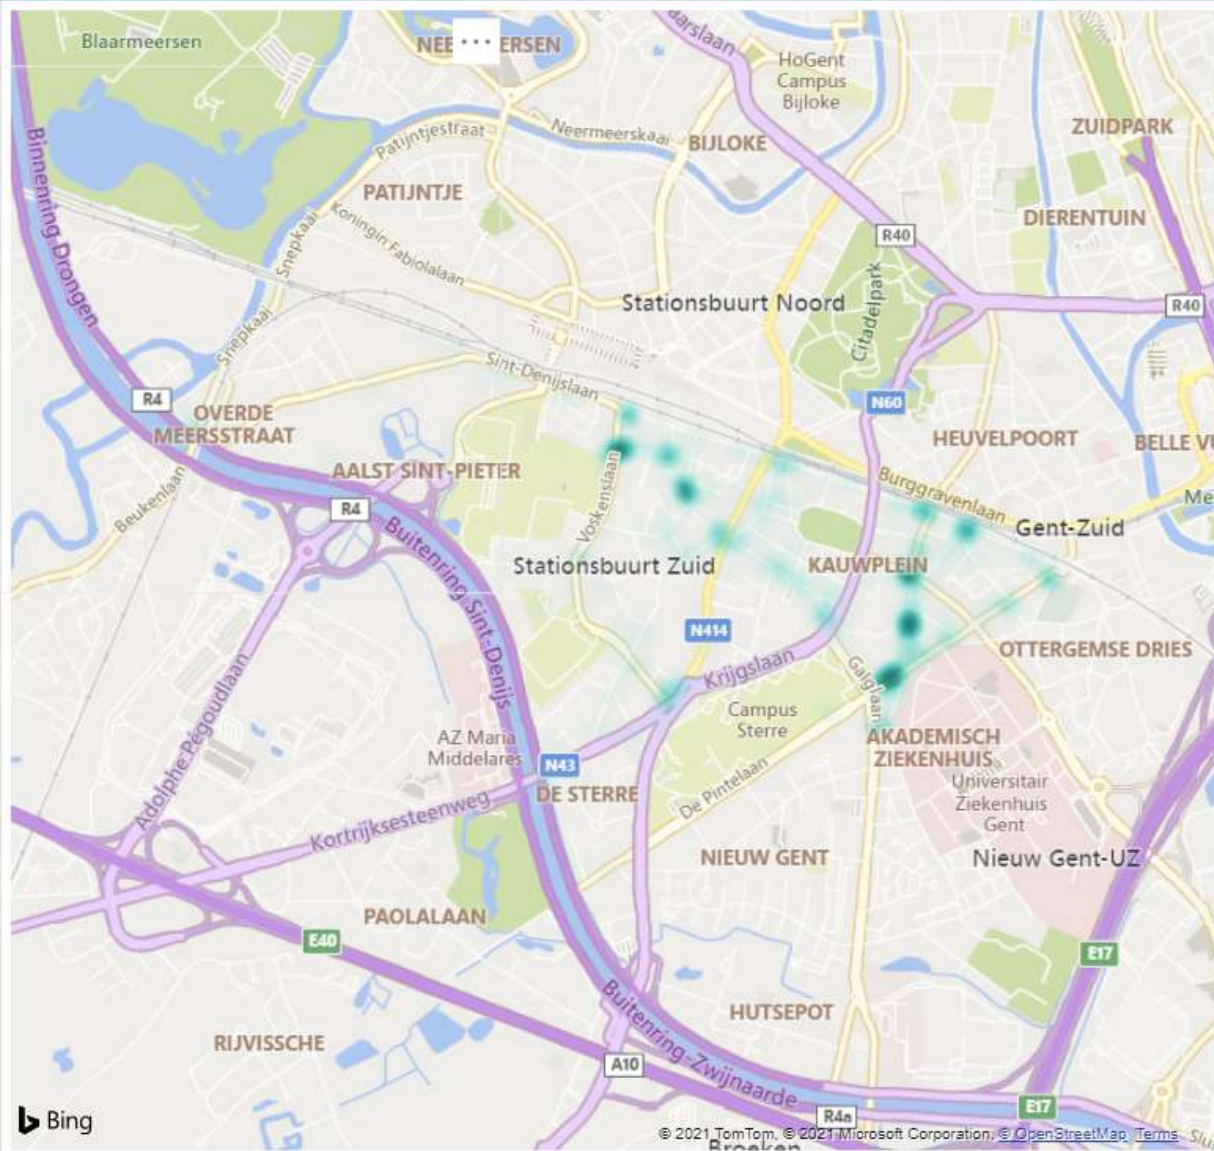 Blaarmeersen
NEE
...
ERSEN
aarslaan
HoGent
Campus
Bijloke
ZUIDPARK
Binnenring Drongen
Patijntjestraat
Neermeerskaai
BIJLOKE
PATIJNTJE
Koningin Fabiolalaan
Snepkaai
DIERENTUIN
R40
Citadelpark
Stationsbuurt Noord
R40
Snepkaai
Sint-Denijslaan
R4
N60
OVERDE
MEERSSTRAAT
HEUVELPOORT
BELLE VU
AALST SINT-PIETER
Beukenlaan
Voskenslaan
Burggravenlaan
Me
R4
Gent-Zuid
Buitenring Sint-Denijs
Stationsbuurt Zuid
KAUWPLEIN
N414
OTTERGEMSE DRIES
Krijgslaan
Galglaan
Adolphe Pégoudlaan
Campus
Sterre
AZ Maria
Middelares
AKADEMISCH
ZIEKENHUIS
N43
DE STERRE
De Pintelaan
Universitair
Ziekenhuis
Gent
Kortrijksesteenweg
NIEUW GENT
Nieuw Gent-UZ
PAOLALAAN
E40
E17
Buitenring-Zwijnaarde
HUTSEPOT
RIJVISSCHE
A10
Bing
R4a
E17
© 2021 TomTom, © 2021 Microsoft Corporation, © OpenStreetMap Terms
Slu
Broeken